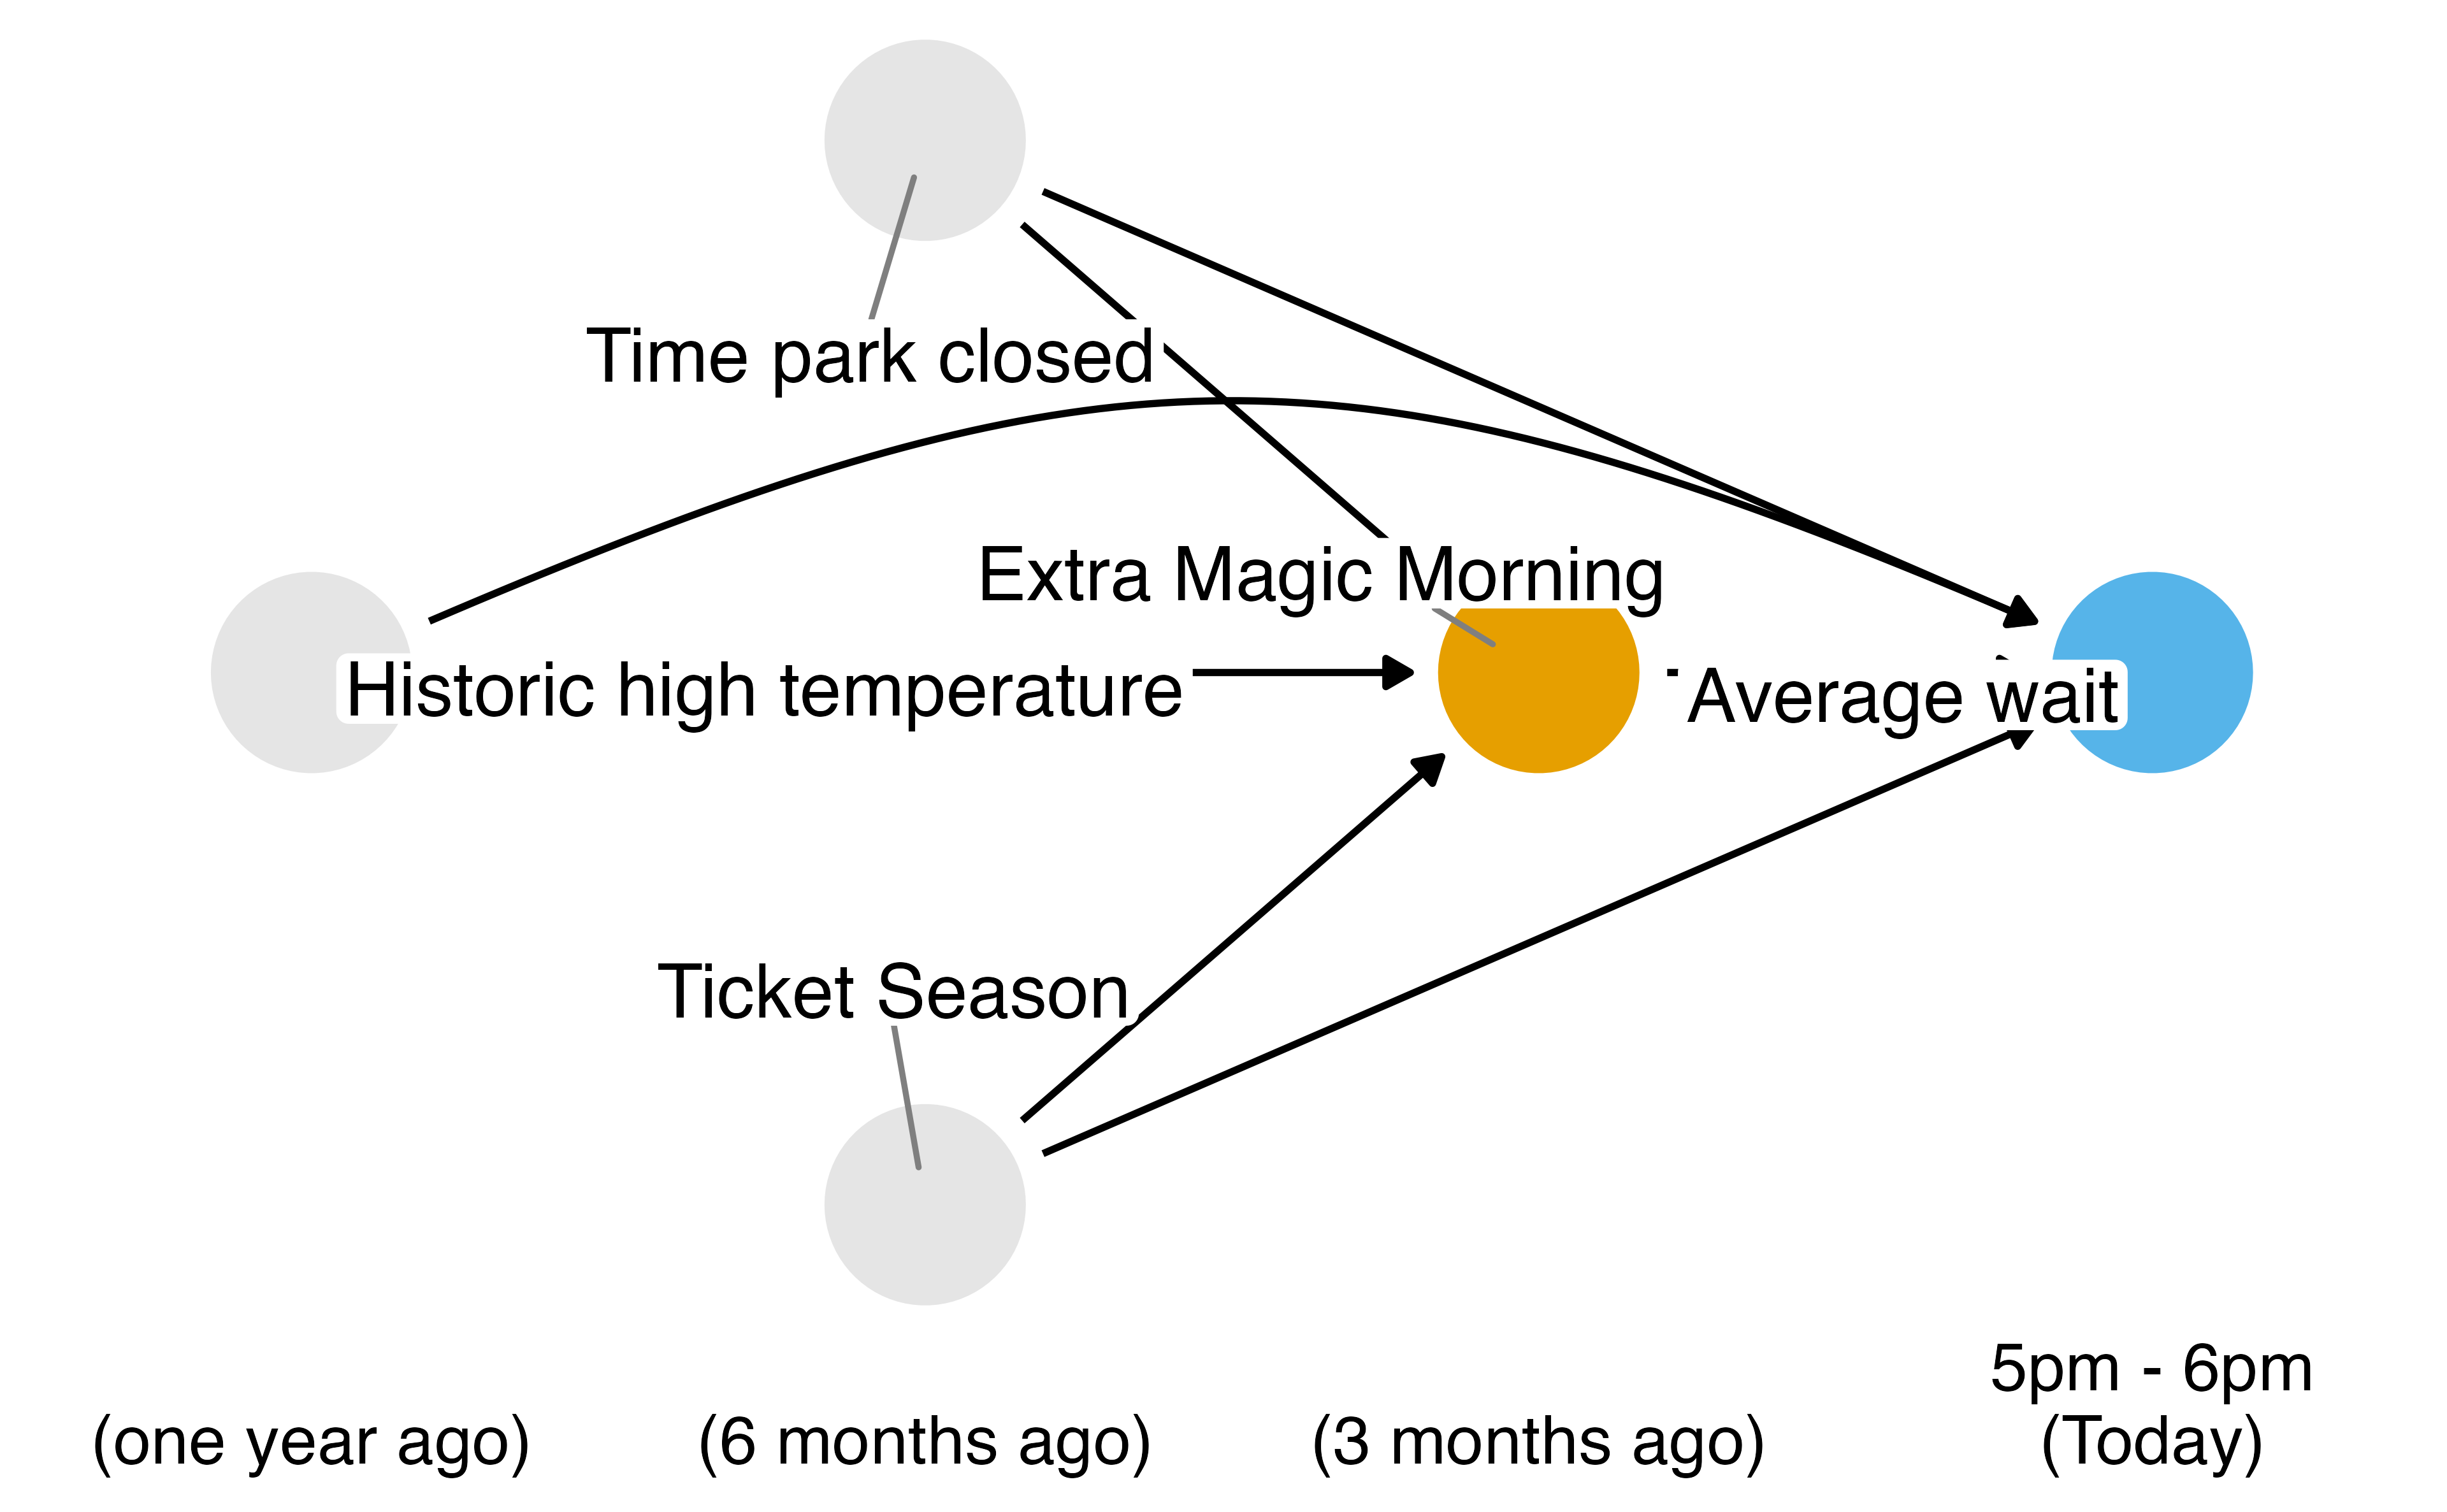 Time park closed
Extra Magic Morning
Historic high temperature
Average wait
Ticket Season
5pm - 6pm
(one year ago)
(6 months ago)
(3 months ago)
(Today)